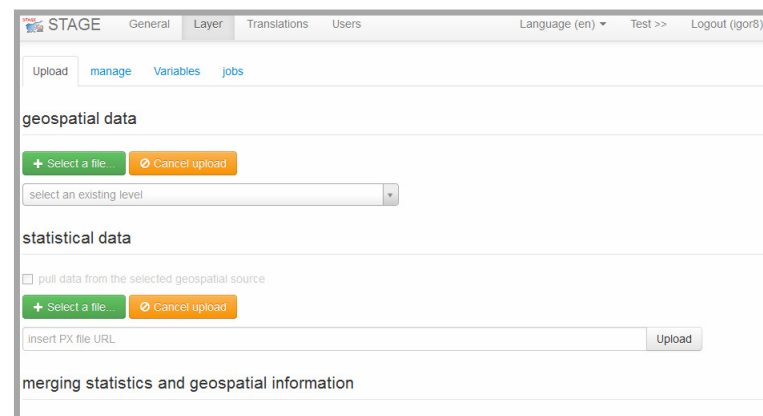 STAGE STAGE General Layer Translations Users Language (en) Test >> Logout (igor8)
Upload manage Variables jobs
geospatial data
+ Select a file... Cancel upload
select an existing level
statistical data
pull data from the selected geospatial source
+ Select a file... Cancel upload
insert PX file URL Upload
merging statistics and geospatial information